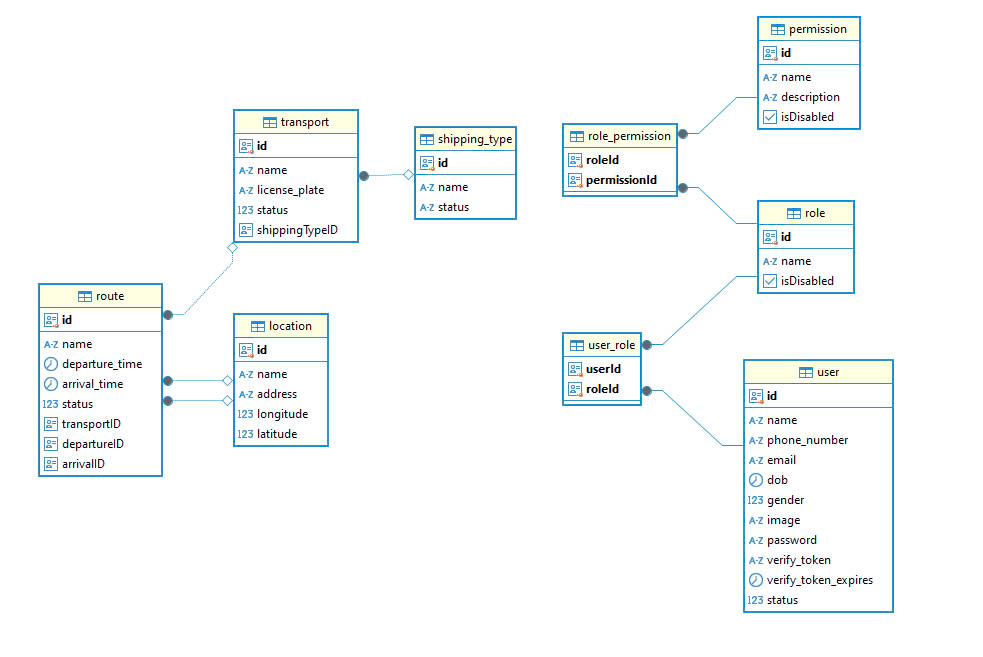 permission
id
A-Z name
A-Z description
isDisabled
transport
id
A-Z name
A-Z license_plate
123 status
shippingTypeID
shipping_type
id
A-Z name
A-Z status
role_permission
roleId
permissionId
role
id
A-Z name
isDisabled
route
id
A-Z name
departure_time
arrival_time
123 status
transportID
departureID
arrivalID
location
id
A-Z name
A-Z address
123 longitude
123 latitude
user_role
userId
roleId
user
id
A-Z name
A-Z phone_number
A-Z email
dob
123 gender
A-Z image
A-Z password
A-Z verify_token
verify_token_expires
123 status